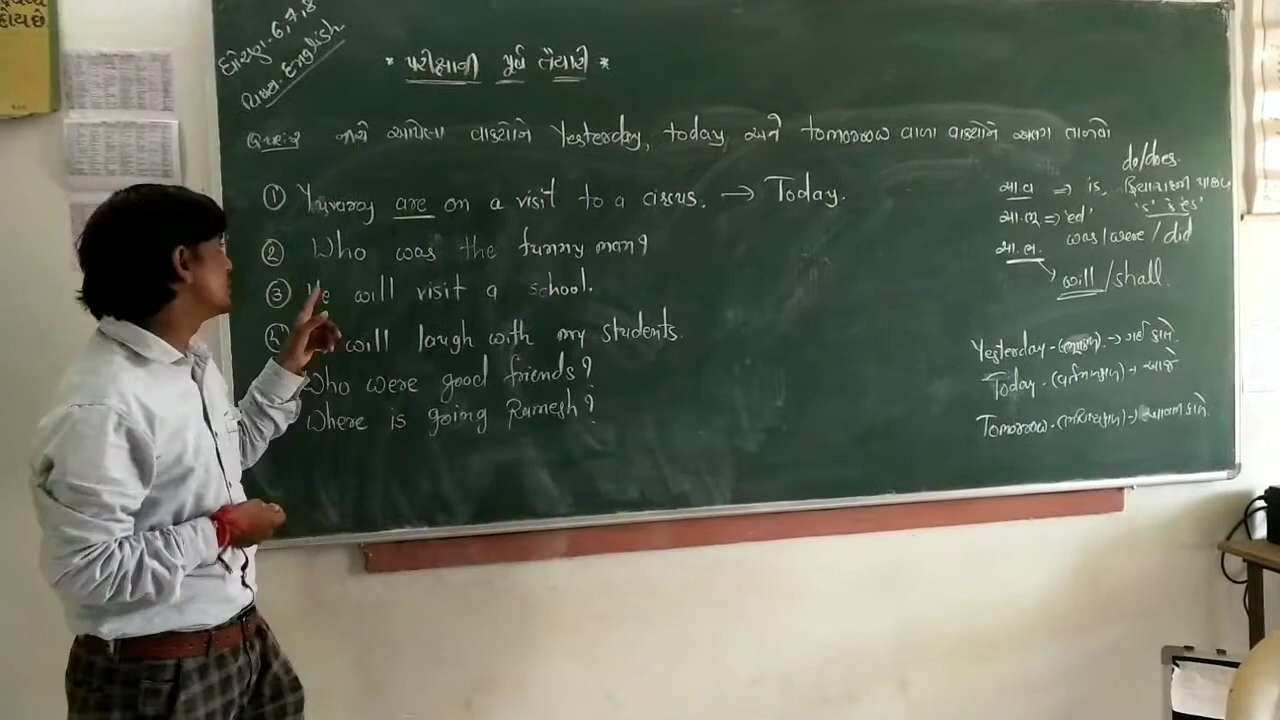 દોય છે
ધોરણ-6,7,8
વિષય. English.
* પરીક્ષાની પૂર્વ તૈયારી *
નીચે આપેલા વાક્યોને Yesterday, today, અને tomorrow વાળા વાક્યોને અલગ તારવો
① Yuvaraj are on a visit to a circus. → Today.
② Who was the funny man?
③ He will visit a school.
will laugh with my students.
Who were good friends?
Where is going Ramesh?
do/does.
સા.વ ⇒ is, ક્રિયાપદની પાછળ
's' કે 'es'
સા.ભૂ ⇒ 'ed'
was/were/did
સા.ભ.
will/shall.
Yesterday - (ભૂતકાળ) → ગઈ કાલે.
Today - (વર્તમાનકાળ) → આજે
Tomorrow - (ભવિષ્યકાળ) → આવતી કાલે.